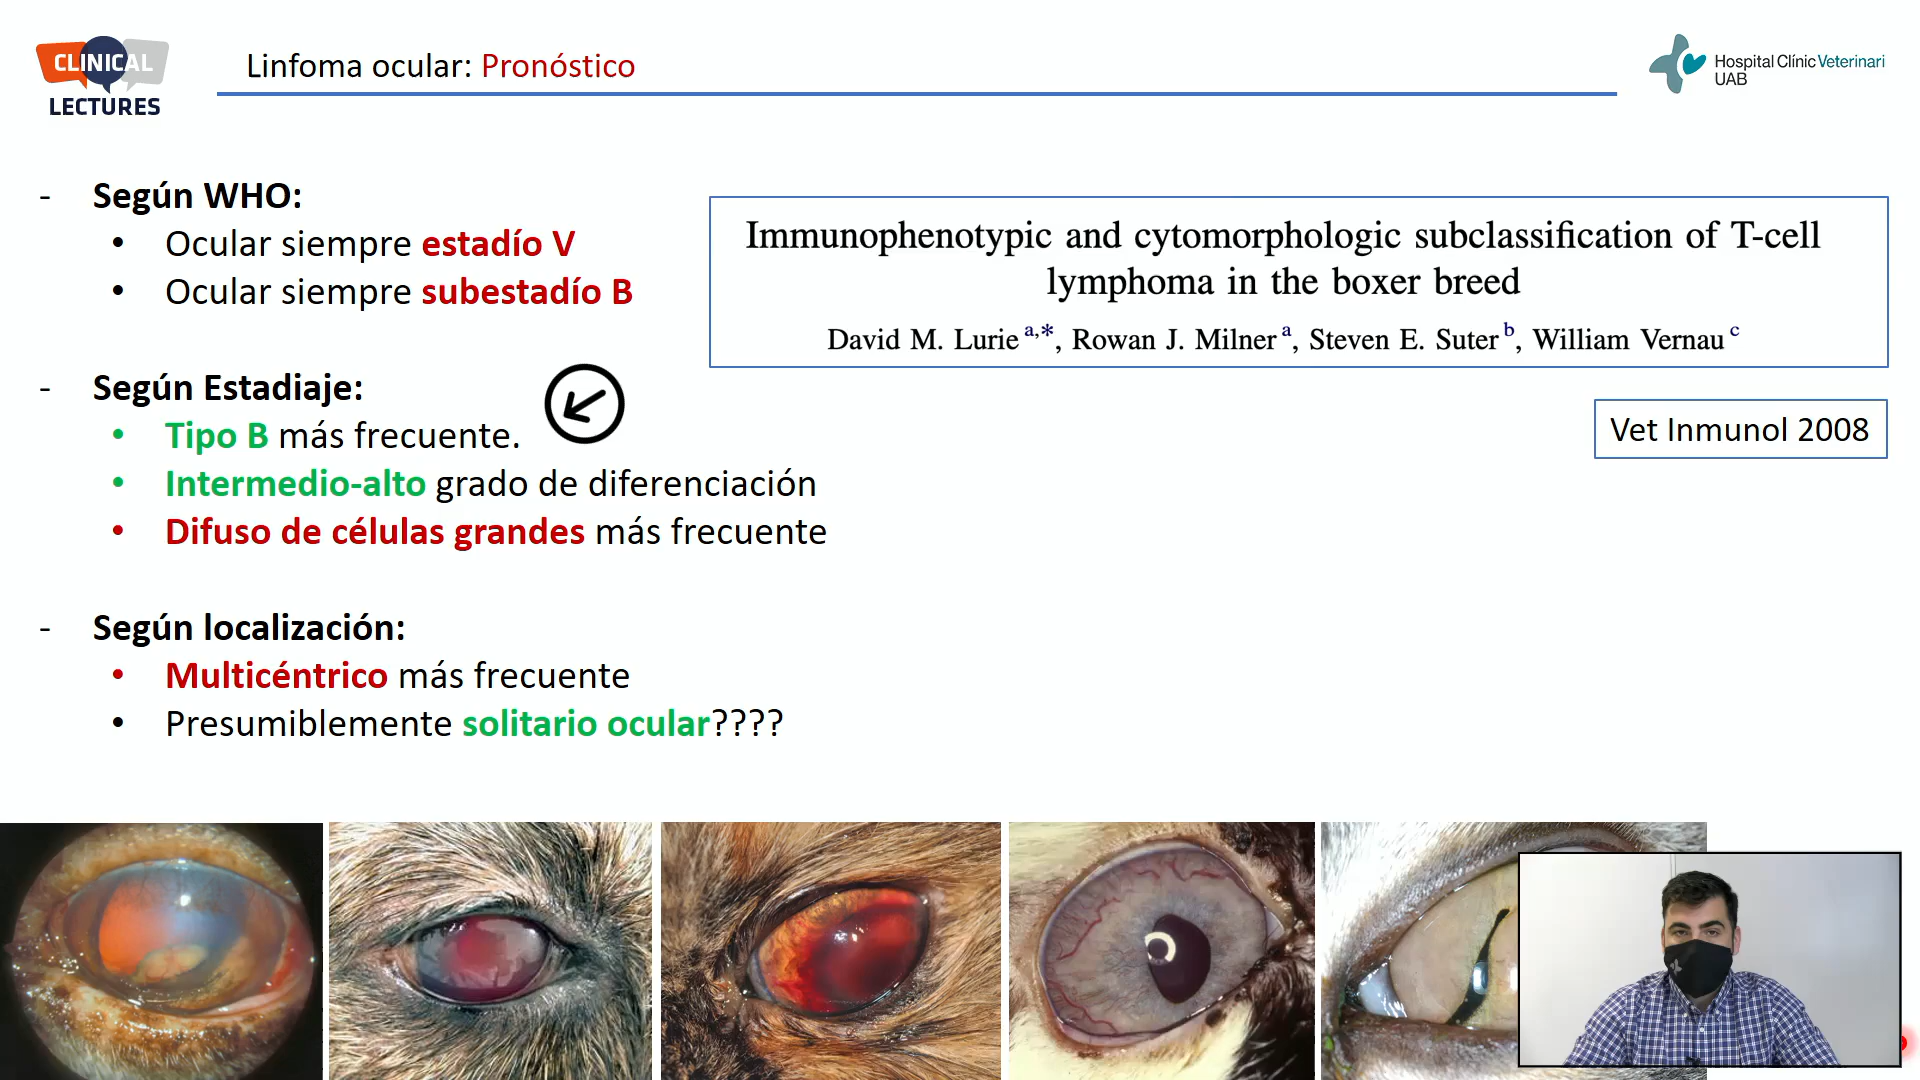 CLINICAL
LECTURES
Linfoma ocular: Pronóstico
Hospital Clínic Veterinari
UAB
- Según WHO:
• Ocular siempre estadío V
• Ocular siempre subestadío B
- Según Estadiaje:
• Tipo B más frecuente.
• Intermedio-alto grado de diferenciación
• Difuso de células grandes más frecuente
- Según localización:
• Multicéntrico más frecuente
• Presumiblemente solitario ocular????
Immunophenotypic and cytomorphologic subclassification of T-cell
lymphoma in the boxer breed
David M. Lurie a,*, Rowan J. Milner a, Steven E. Suter b, William Vernau c
Vet Inmunol 2008